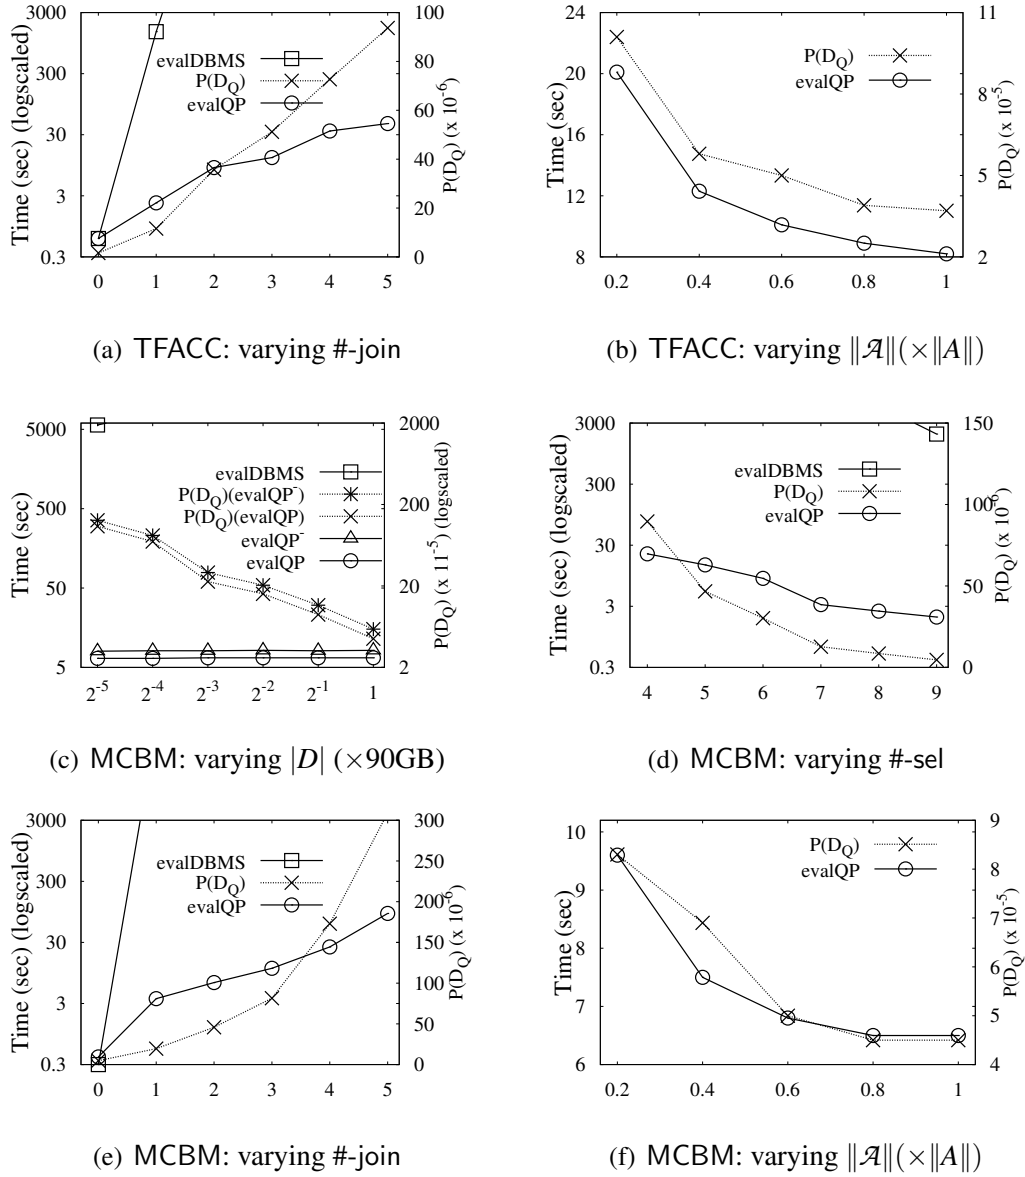 3000
300
30
3
0.3
Time (sec) (logscaled)
evalDBMS
P(D_Q)
evalQP
100
80
60
40
20
0
P(D_Q) (x 10^-6)
0 1 2 3 4 5
(a) TFACC: varying #-join
24
20
16
12
8
Time (sec)
P(D_Q)
evalQP
11
8
5
2
P(D_Q) (x 10^-5)
0.2 0.4 0.6 0.8 1
(b) TFACC: varying ‖𝒜‖(×‖A‖)
5000
500
50
5
Time (sec)
evalDBMS
P(D_Q)(evalQP^-)
P(D_Q)(evalQP)
evalQP^-
evalQP
2000
200
20
2
P(D_Q) (x 11^-5) (logscaled)
2^-5 2^-4 2^-3 2^-2 2^-1 1
(c) MCBM: varying |D| (×90GB)
3000
300
30
3
0.3
Time (sec) (logscaled)
evalDBMS
P(D_Q)
evalQP
150
100
50
0
P(D_Q) (x 10^-6)
4 5 6 7 8 9
(d) MCBM: varying #-sel
3000
300
30
3
0.3
Time (sec) (logscaled)
evalDBMS
P(D_Q)
evalQP
300
250
200
150
100
50
0
P(D_Q) (x 10^-6)
0 1 2 3 4 5
(e) MCBM: varying #-join
10
9
8
7
6
Time (sec)
P(D_Q)
evalQP
9
8
7
6
5
4
P(D_Q) (x 10^-5)
0.2 0.4 0.6 0.8 1
(f) MCBM: varying ‖𝒜‖(×‖A‖)